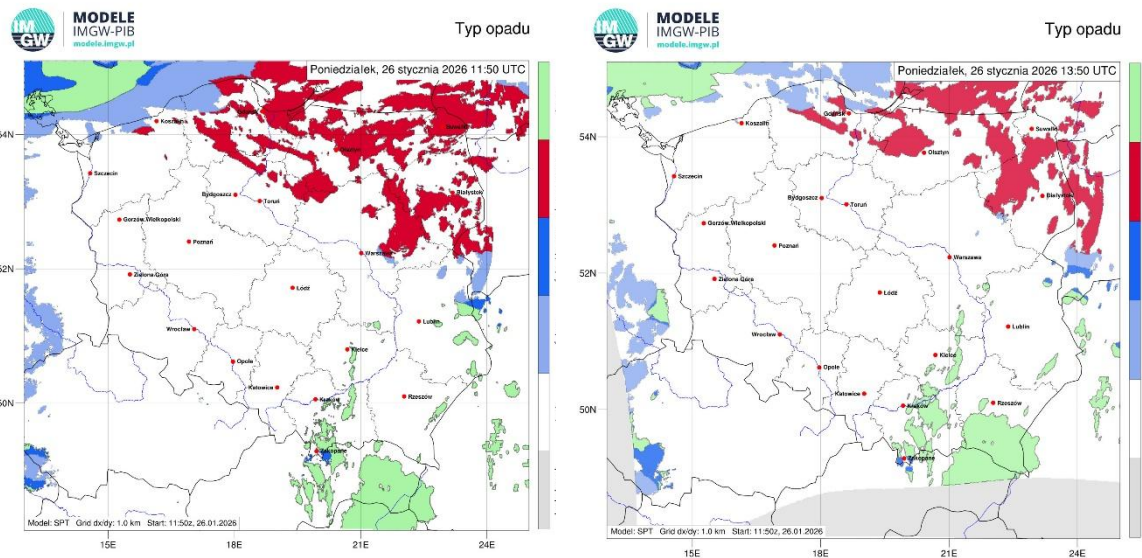 IM
GW
MODELE
IMGW-PIB
modele.imgw.pl
Typ opadu
Poniedziałek, 26 stycznia 2026 11:50 UTC
54N
52N
50N
Koszalin
Szczecin
Bydgoszcz
Toruń
Białystok
Gorzów.Wielkopolski
Poznań
Warszawa
Zielona.Góra
Łódź
Wrocław
Lublin
Opole
Kielce
Katowice
Kraków
Rzeszów
Zakopane
Model: SPT Grid dx/dy: 1.0 km Start: 11:50z, 26.01.2026
15E
18E
21E
24E
IM
GW
MODELE
IMGW-PIB
modele.imgw.pl
Typ opadu
Poniedziałek, 26 stycznia 2026 13:50 UTC
54N
52N
50N
Gdańsk
Koszalin
Suwałki
Olsztyn
Szczecin
Bydgoszcz
Toruń
Białystok
Gorzów.Wielkopolski
Poznań
Warszawa
Zielona.Góra
Łódź
Wrocław
Lublin
Kielce
Opole
Katowice
Kraków
Rzeszów
Zakopane
Model: SPT Grid dx/dy: 1.0 km Start: 11:50z, 26.01.2026
15E
18E
21E
24E